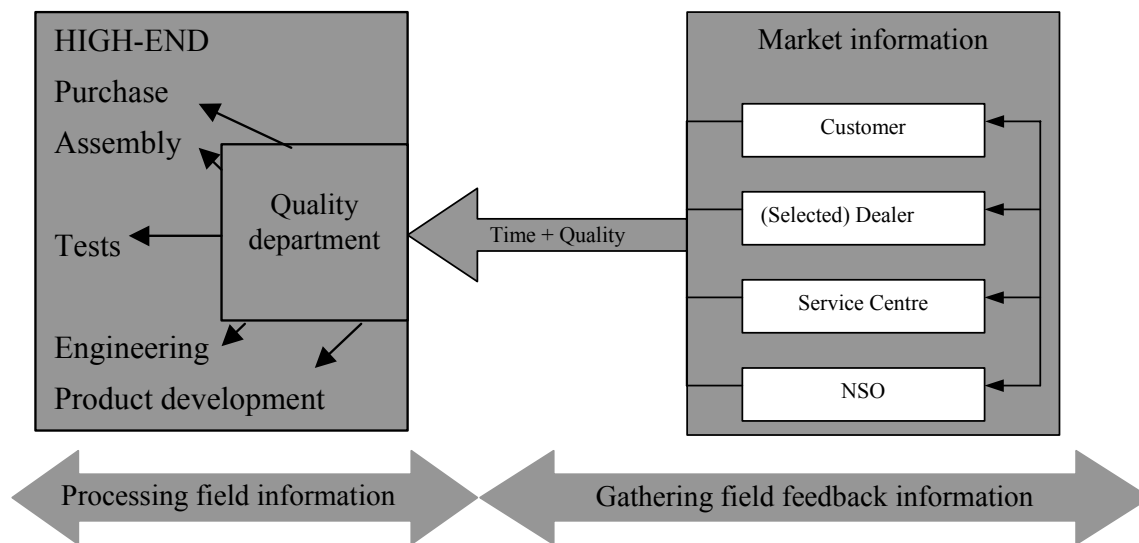 HIGH-END
Purchase
Assembly
Tests
Engineering
Product development
Quality
department
Time + Quality
Market information
Customer
(Selected) Dealer
Service Centre
NSO
Processing field information
Gathering field feedback information